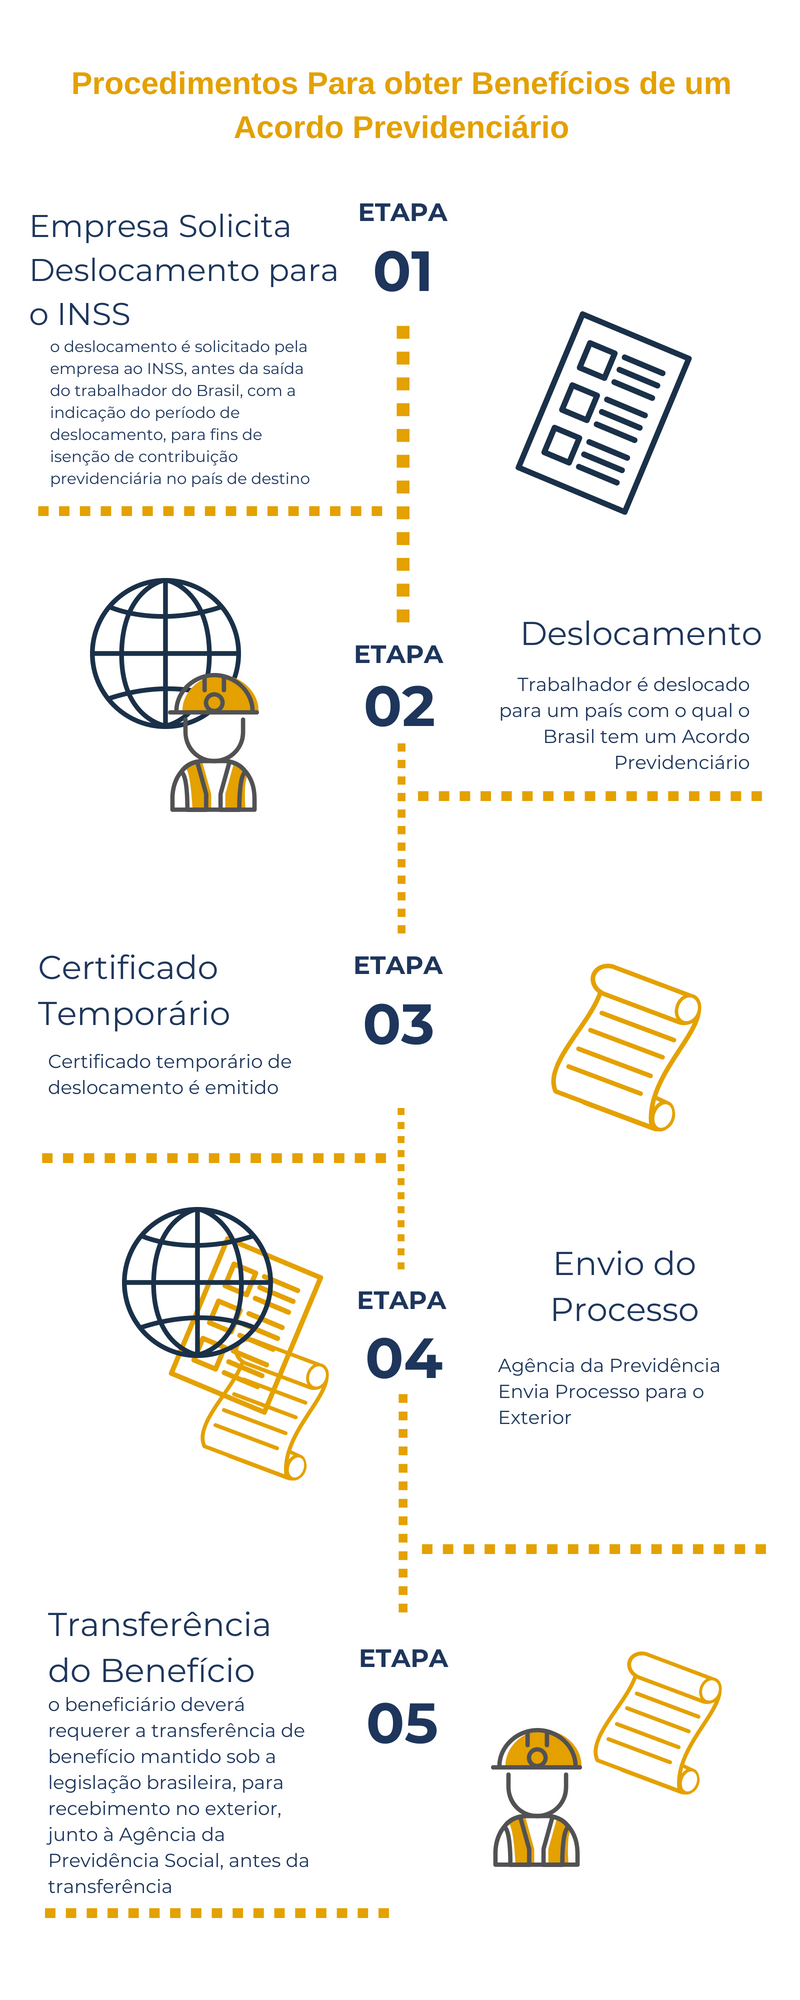 Procedimentos Para obter Benefícios de um
Acordo Previdenciário
ETAPA
01
Empresa Solicita
Deslocamento para
o INSS
o deslocamento é solicitado pela
empresa ao INSS, antes da saída
do trabalhador do Brasil, com a
indicação do período de
deslocamento, para fins de
isenção de contribuição
previdenciária no país de destino
ETAPA
02
Deslocamento
Trabalhador é deslocado
para um país com o qual o
Brasil tem um Acordo
Previdenciário
ETAPA
03
Certificado
Temporário
Certificado temporário de
deslocamento é emitido
ETAPA
04
Envio do
Processo
Agência da Previdência
Envia Processo para o
Exterior
ETAPA
05
Transferência
do Benefício
o beneficiário deverá
requerer a transferência de
benefício mantido sob a
legislação brasileira, para
recebimento no exterior,
junto à Agência da
Previdência Social, antes da
transferência